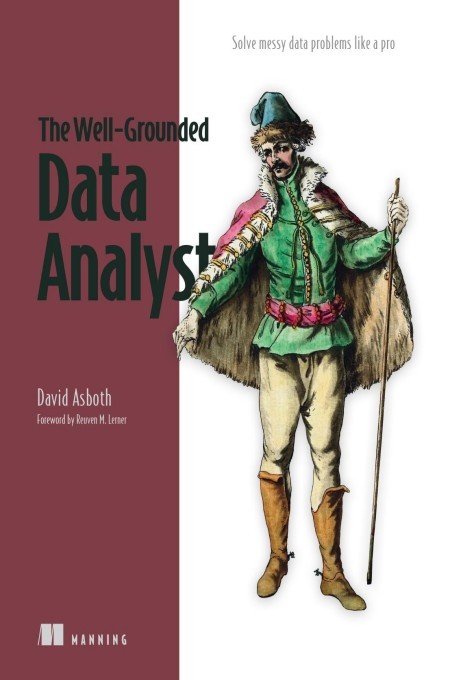 Solve messy data problems like a pro
The Well-Grounded
Data
Analyst
David Asboth
Foreword by Reuven M. Lerner
MANNING